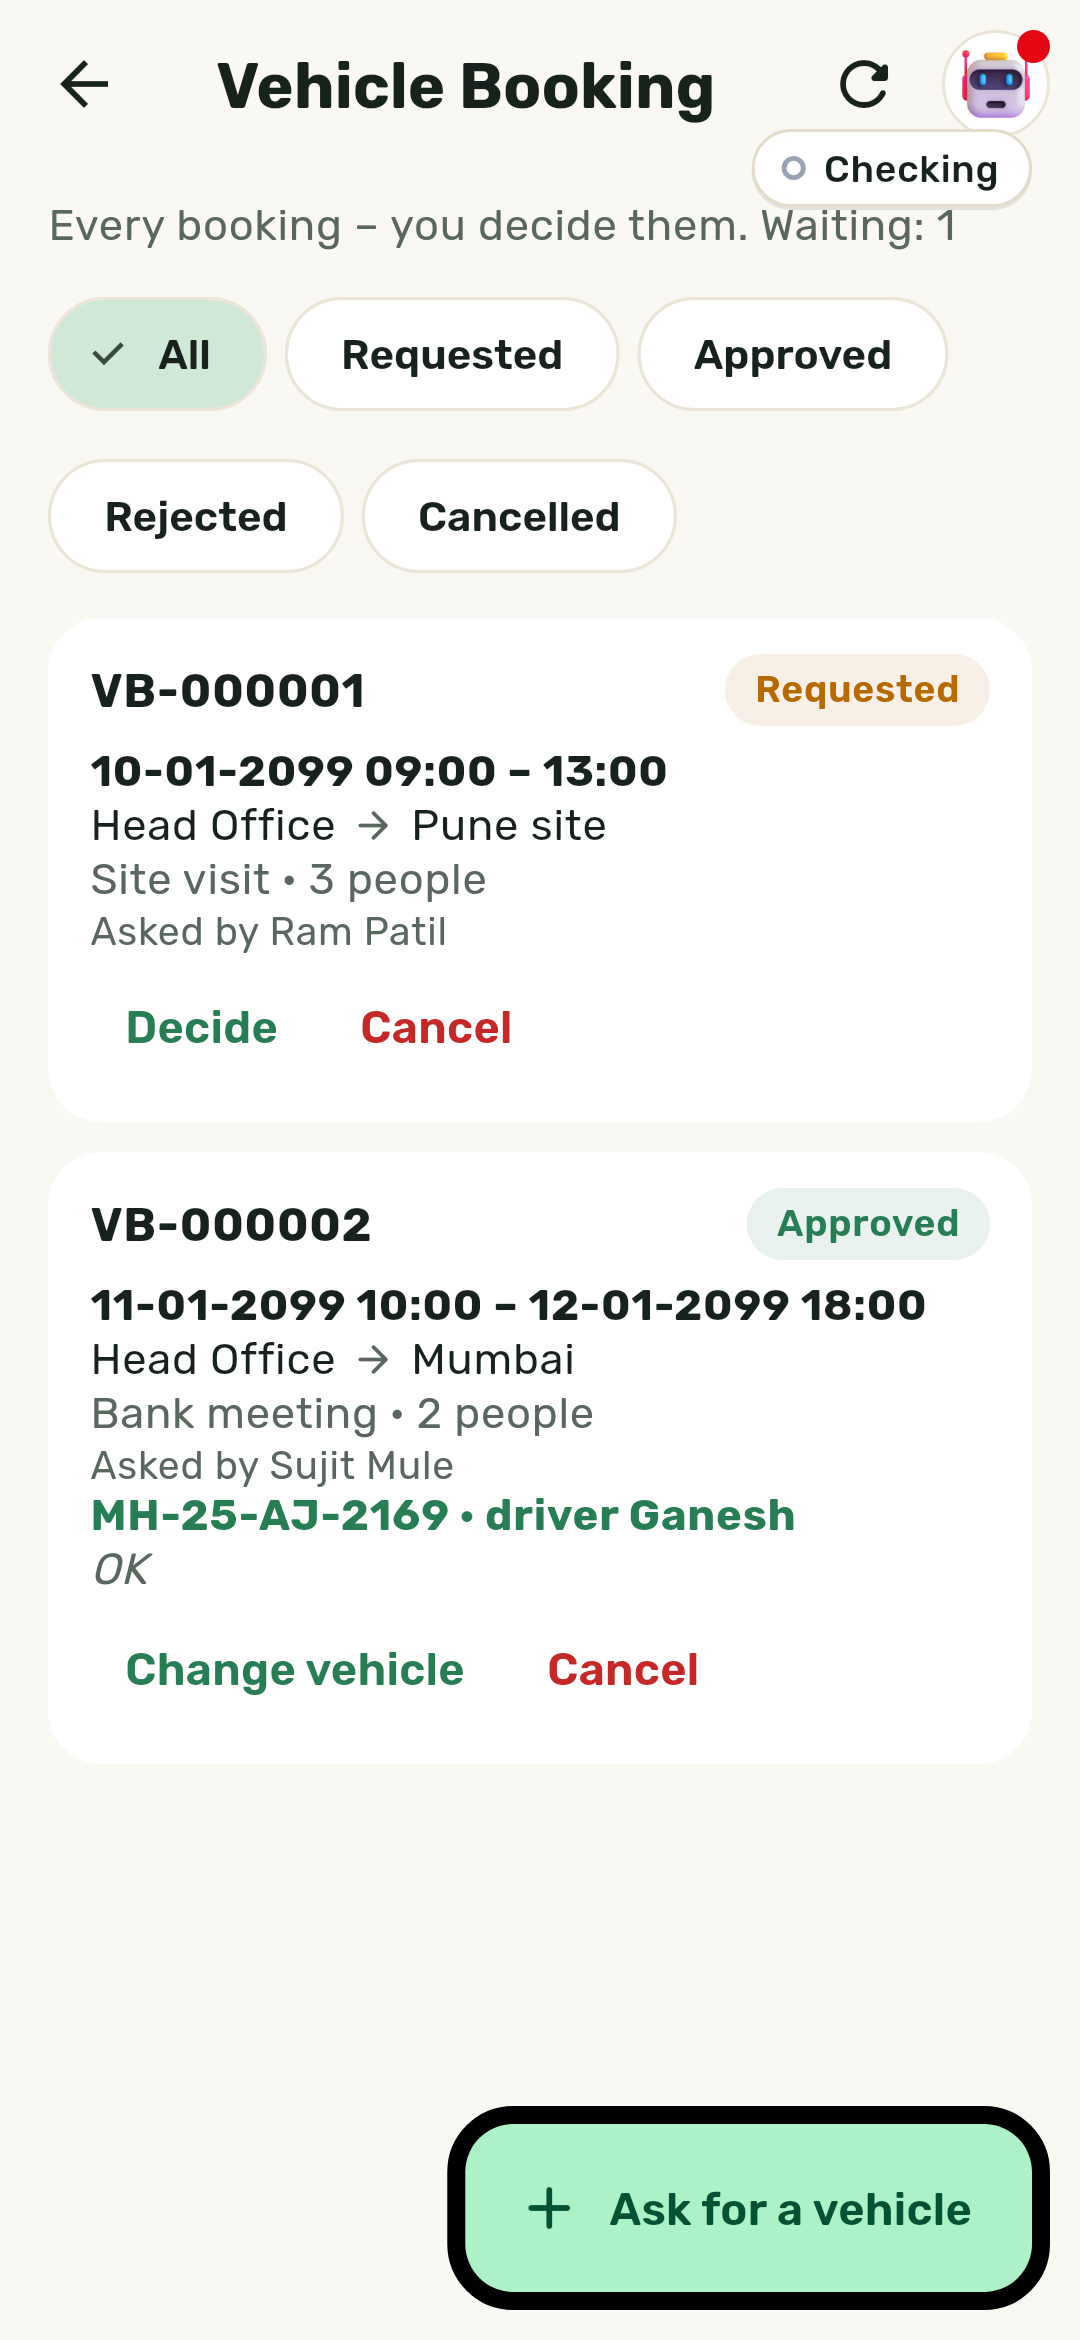 Vehicle Booking
Checking
Every booking – you decide them. Waiting: 1
All
Requested
Approved
Rejected
Cancelled
VB-000001
Requested
10-01-2099 09:00 – 13:00
Head Office → Pune site
Site visit • 3 people
Asked by Ram Patil
Decide
Cancel
VB-000002
Approved
11-01-2099 10:00 – 12-01-2099 18:00
Head Office → Mumbai
Bank meeting • 2 people
Asked by Sujit Mule
MH-25-AJ-2169 • driver Ganesh
OK
Change vehicle
Cancel
+ Ask for a vehicle